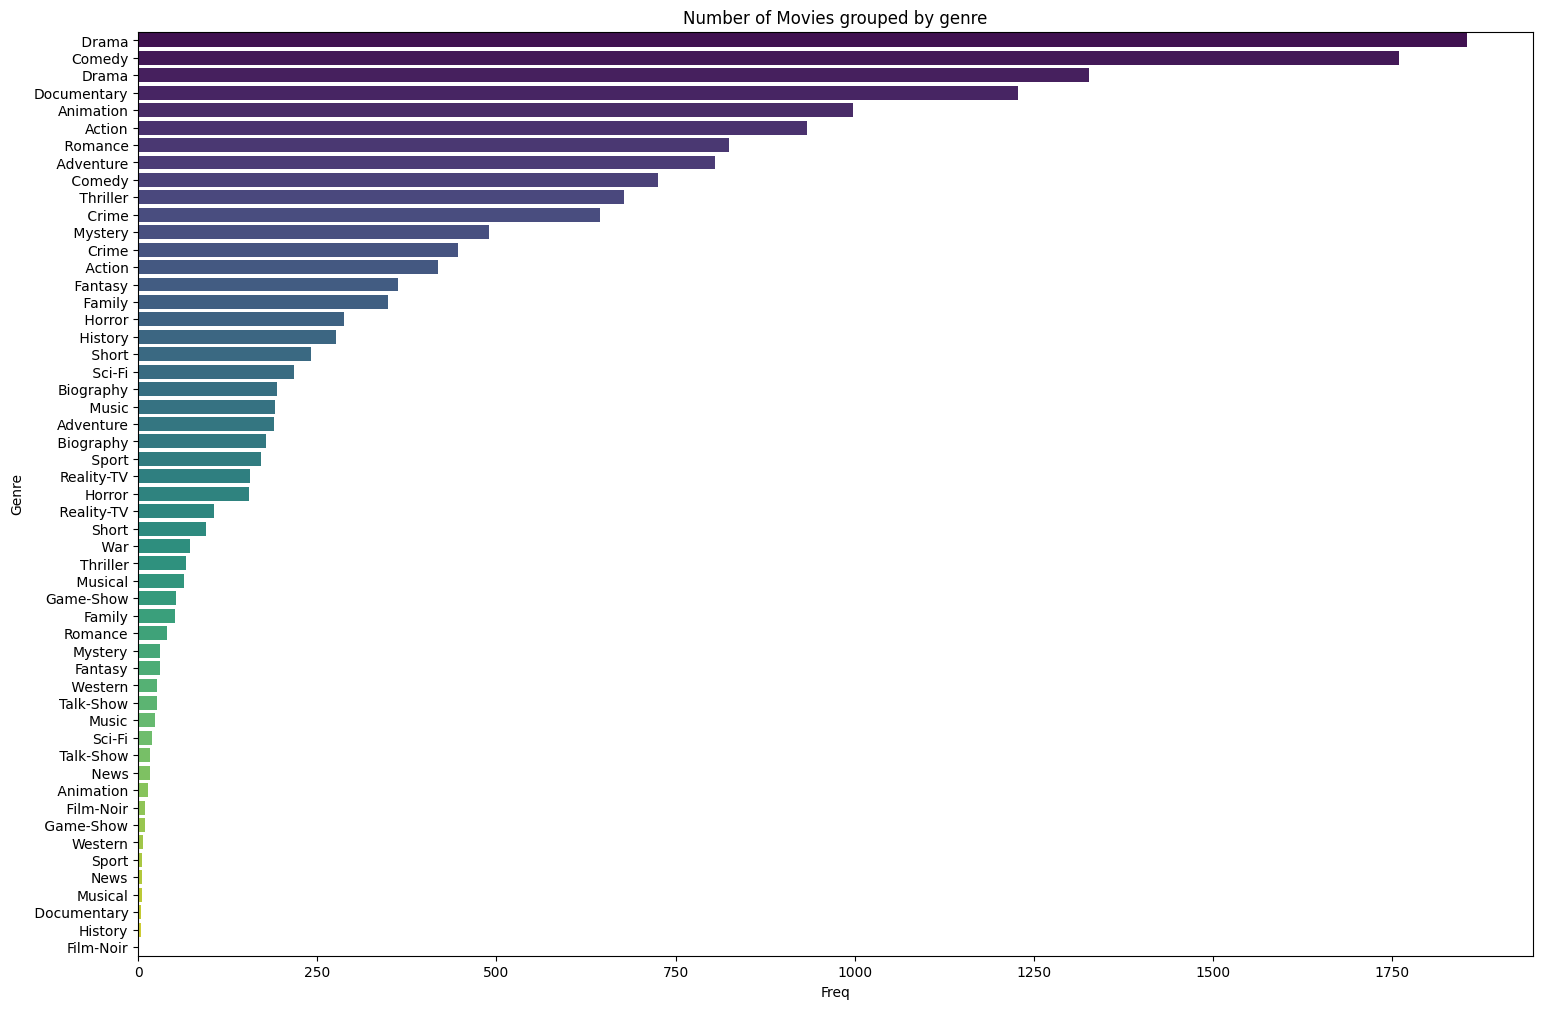 Number of Movies grouped by genre
Drama
Comedy
Drama
Documentary
Animation
Action
Romance
Adventure
Comedy
Thriller
Crime
Mystery
Crime
Action
Fantasy
Family
Horror
History
Short
Sci-Fi
Biography
Music
Adventure
Biography
Sport
Reality-TV
Horror
Reality-TV
Short
War
Thriller
Musical
Game-Show
Family
Romance
Mystery
Fantasy
Western
Talk-Show
Music
Sci-Fi
Talk-Show
News
Animation
Film-Noir
Game-Show
Western
Sport
News
Musical
Documentary
History
Film-Noir
Genre
0 250 500 750 1000 1250 1500 1750
Freq